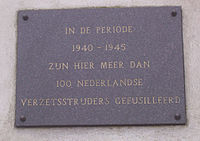 IN DE PERIODE
1940 - 1945
ZIJN HIER MEER DAN
100 NEDERLANDSE
VERZETSSTRIJDERS GEFUSILLEERD